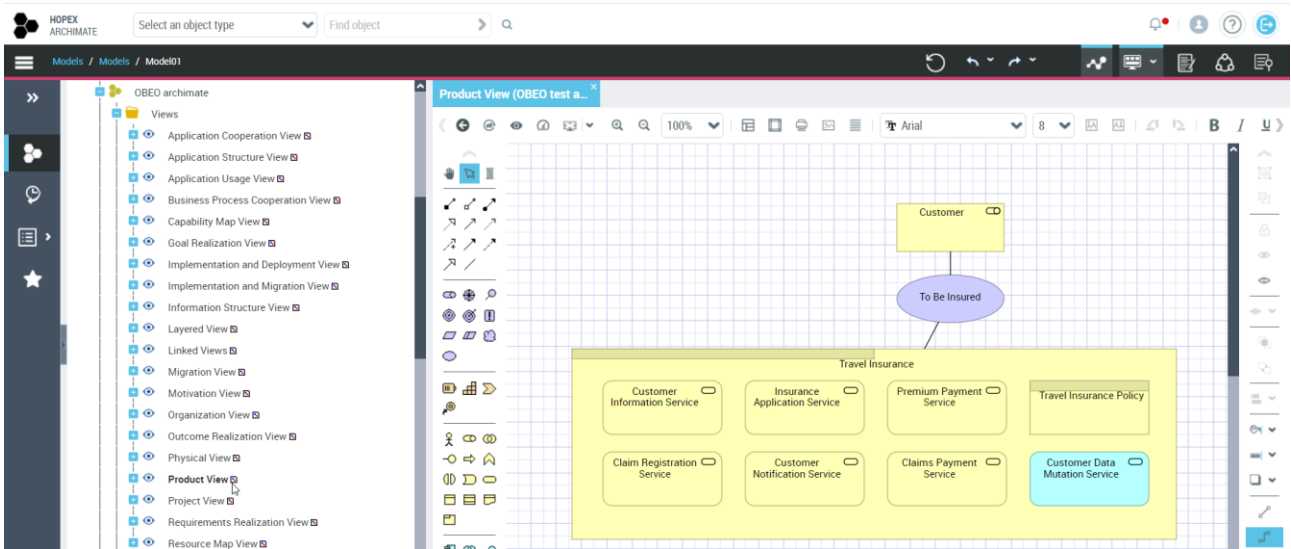 HOPEX
ARCHIMATE
Select an object type
Find object
Models / Models / Model01
OBEO archimate
Views
Application Cooperation View
Application Structure View
Application Usage View
Business Process Cooperation View
Capability Map View
Goal Realization View
Implementation and Deployment View
Implementation and Migration View
Information Structure View
Layered View
Linked Views
Migration View
Motivation View
Organization View
Outcome Realization View
Physical View
Product View
Project View
Requirements Realization View
Resource Map View
Product View (OBEO test a...
100%
Arial
8
B I U
Customer
To Be Insured
Travel Insurance
Customer
Information Service
Insurance
Application Service
Premium Payment
Service
Travel Insurance Policy
Claim Registration
Service
Customer
Notification Service
Claims Payment
Service
Customer Data
Mutation Service